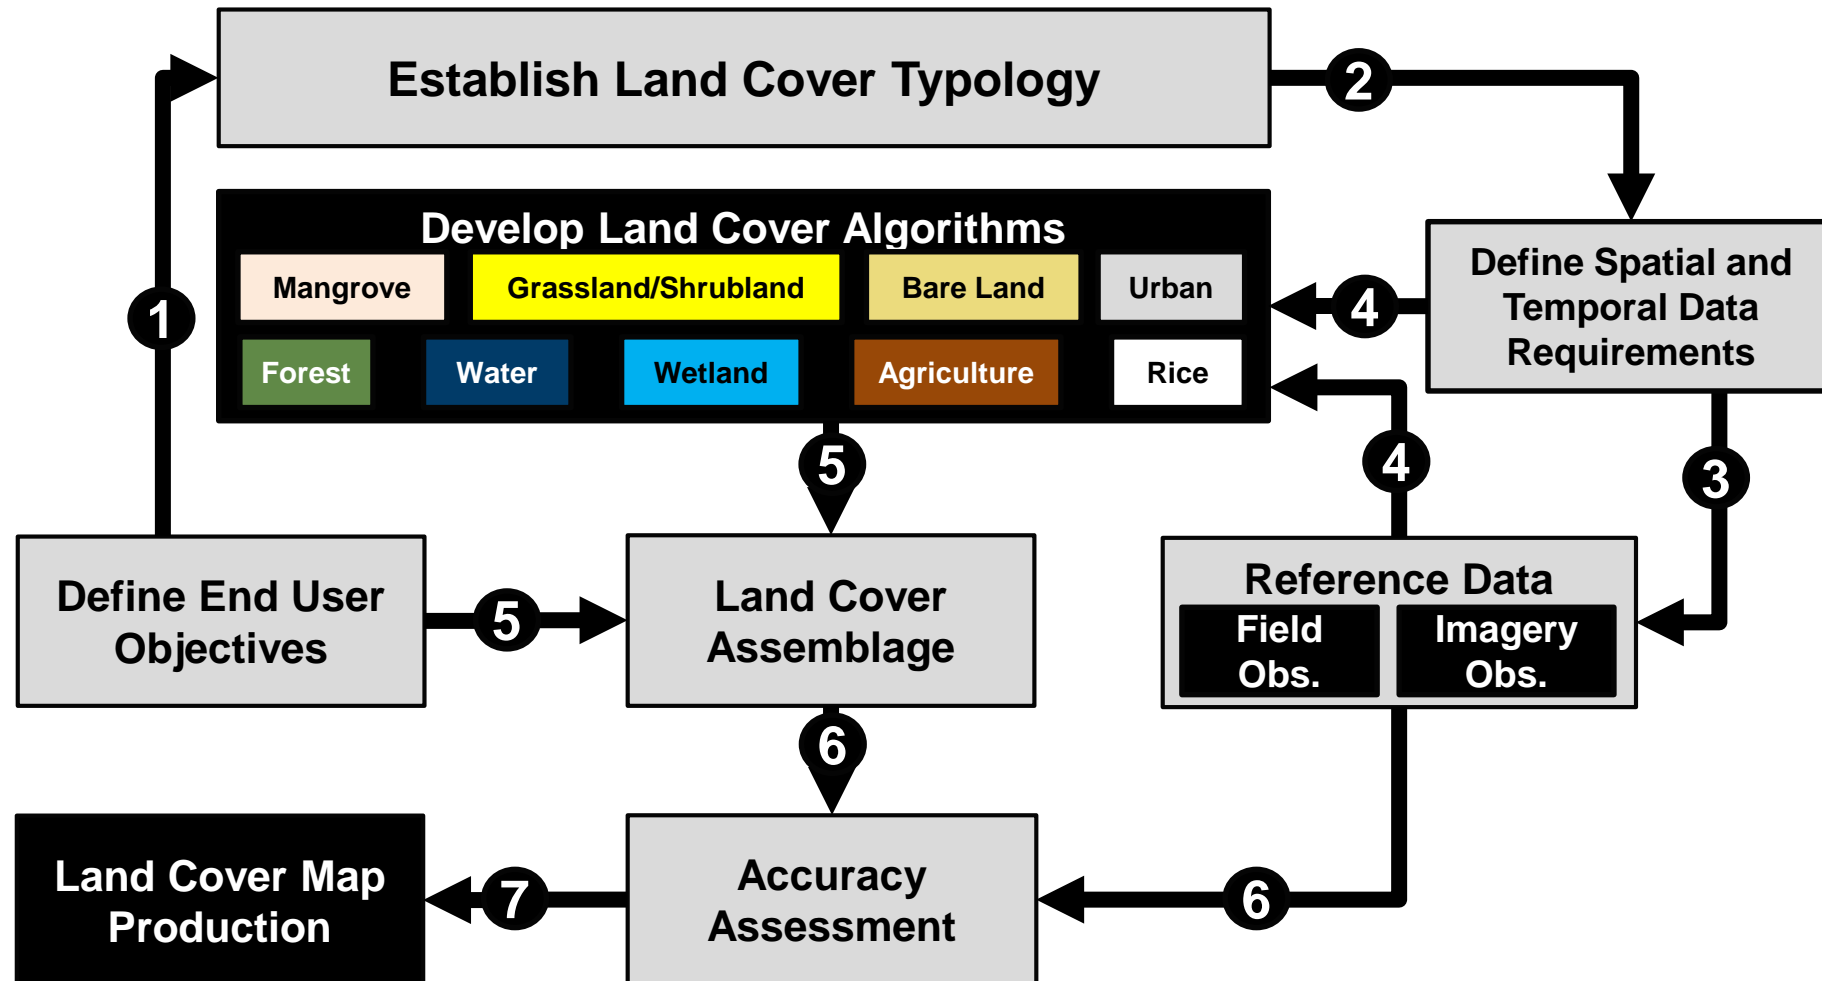 Establish Land Cover Typology
2
Develop Land Cover Algorithms
Mangrove
Grassland/Shrubland
Bare Land
Urban
Forest
Water
Wetland
Agriculture
Rice
Define Spatial and
Temporal Data
Requirements
1
4
4
3
5
Define End User
Objectives
5
Land Cover
Assemblage
Reference Data
Field
Obs.
Imagery
Obs.
6
Land Cover Map
Production
7
Accuracy
Assessment
6